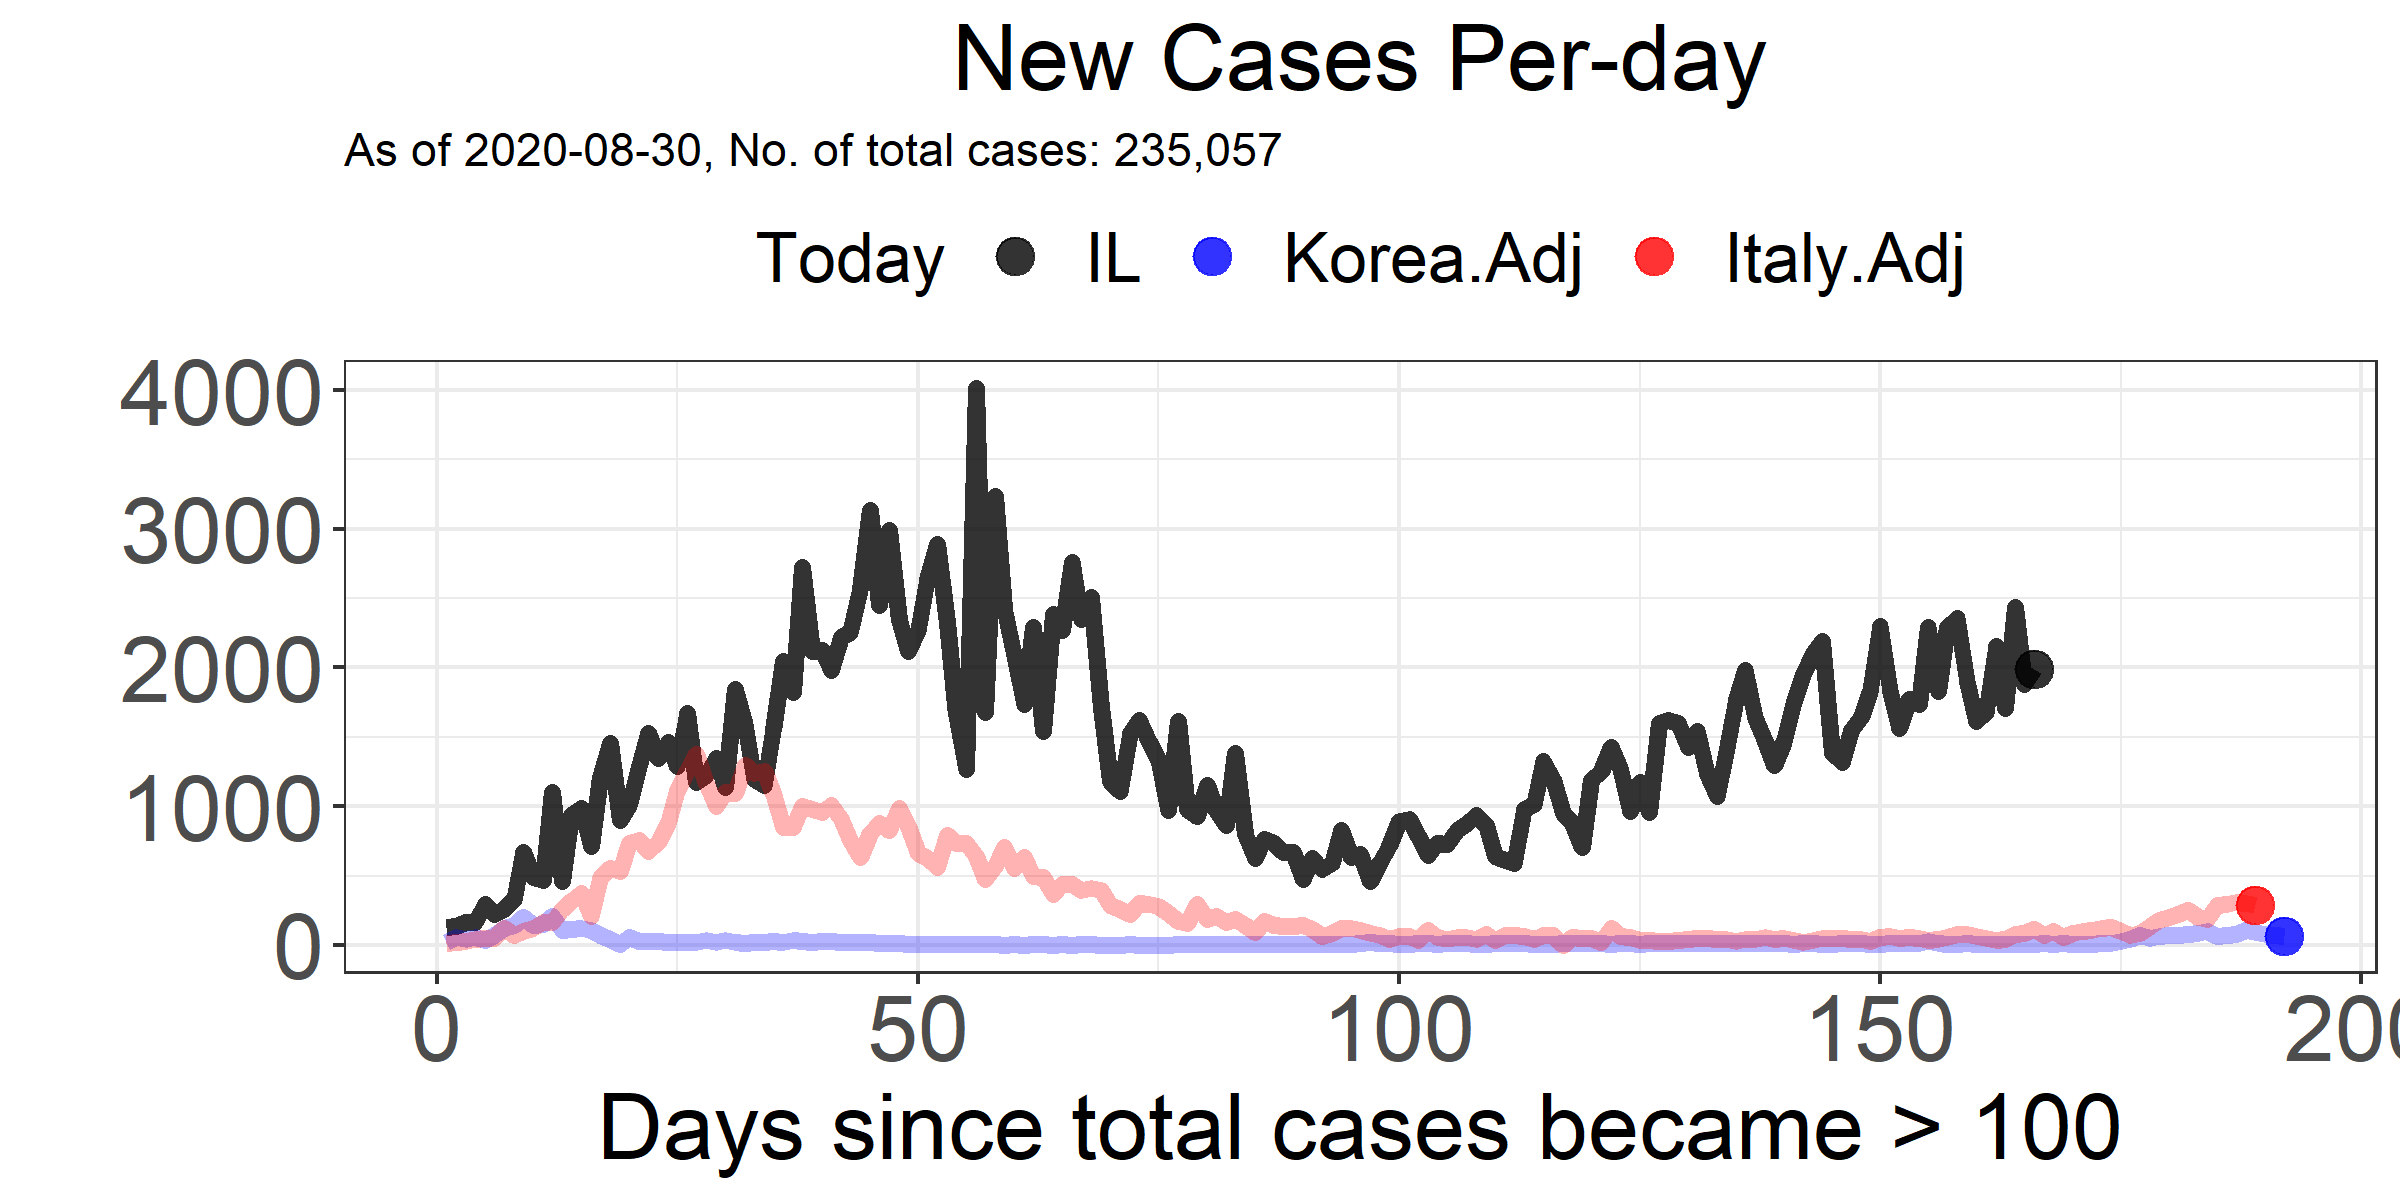 New Cases Per-day
As of 2020-08-30, No. of total cases: 235,057
Today IL Korea.Adj Italy.Adj
4000
3000
2000
1000
0
0 50 100 150 200
Days since total cases became > 100